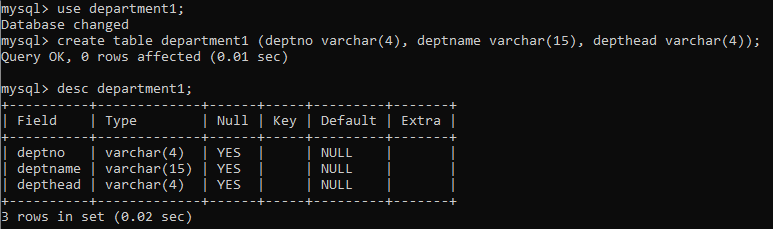 mysql> use department1;
Database changed
mysql> create table department1 (deptno varchar(4), deptname varchar(15), depthead varchar(4));
Query OK, 0 rows affected (0.01 sec)

mysql> desc department1;
+----------+-------------+------+-----+---------+-------+
| Field    | Type        | Null | Key | Default | Extra |
+----------+-------------+------+-----+---------+-------+
| deptno   | varchar(4)  | YES  |     | NULL    |       |
| deptname | varchar(15) | YES  |     | NULL    |       |
| depthead | varchar(4)  | YES  |     | NULL    |       |
+----------+-------------+------+-----+---------+-------+
3 rows in set (0.02 sec)